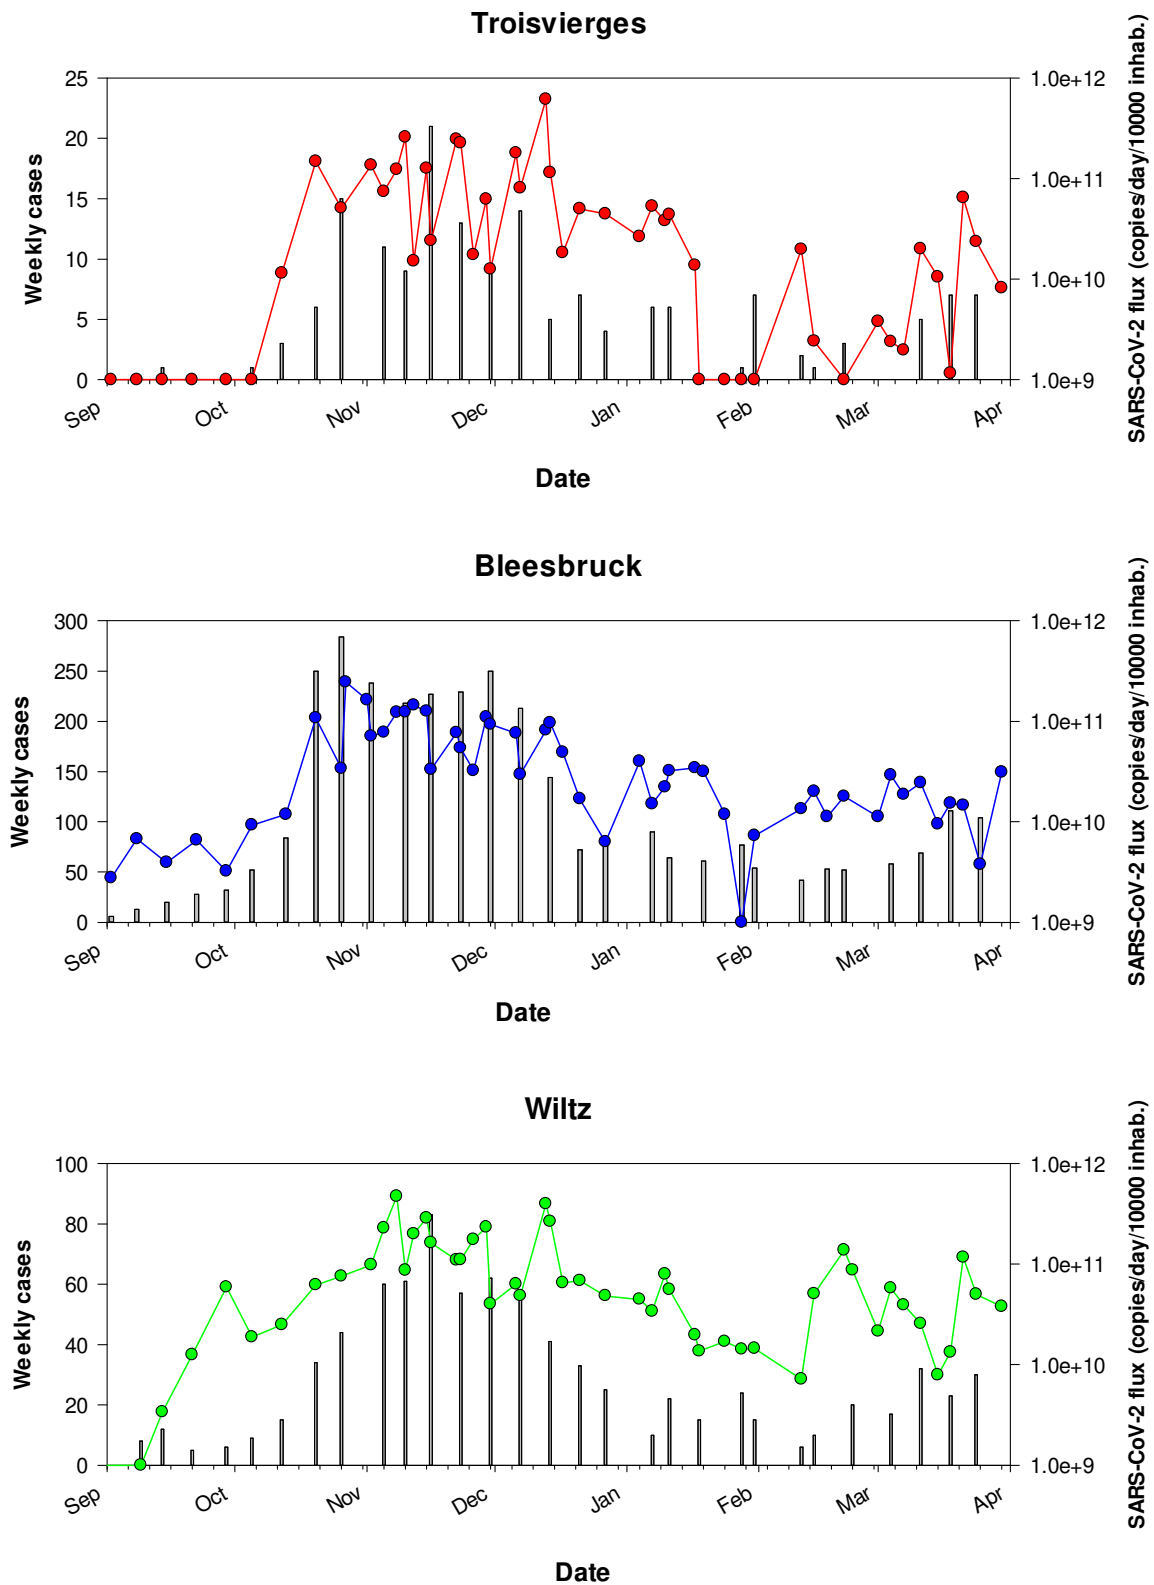 Troisvierges
25
20
15
10
5
0
Weekly cases
1.0e+12
1.0e+11
1.0e+10
1.0e+9
SARS-CoV-2 flux (copies/day/10000 inhab.)
Sep Oct Nov Dec Jan Feb Mar Apr
Date
Bleesbruck
300
250
200
150
100
50
0
Weekly cases
1.0e+12
1.0e+11
1.0e+10
1.0e+9
SARS-CoV-2 flux (copies/day/10000 inhab.)
Sep Oct Nov Dec Jan Feb Mar Apr
Date
Wiltz
100
80
60
40
20
0
Weekly cases
1.0e+12
1.0e+11
1.0e+10
1.0e+9
SARS-CoV-2 flux (copies/day/10000 inhab.)
Sep Oct Nov Dec Jan Feb Mar Apr
Date